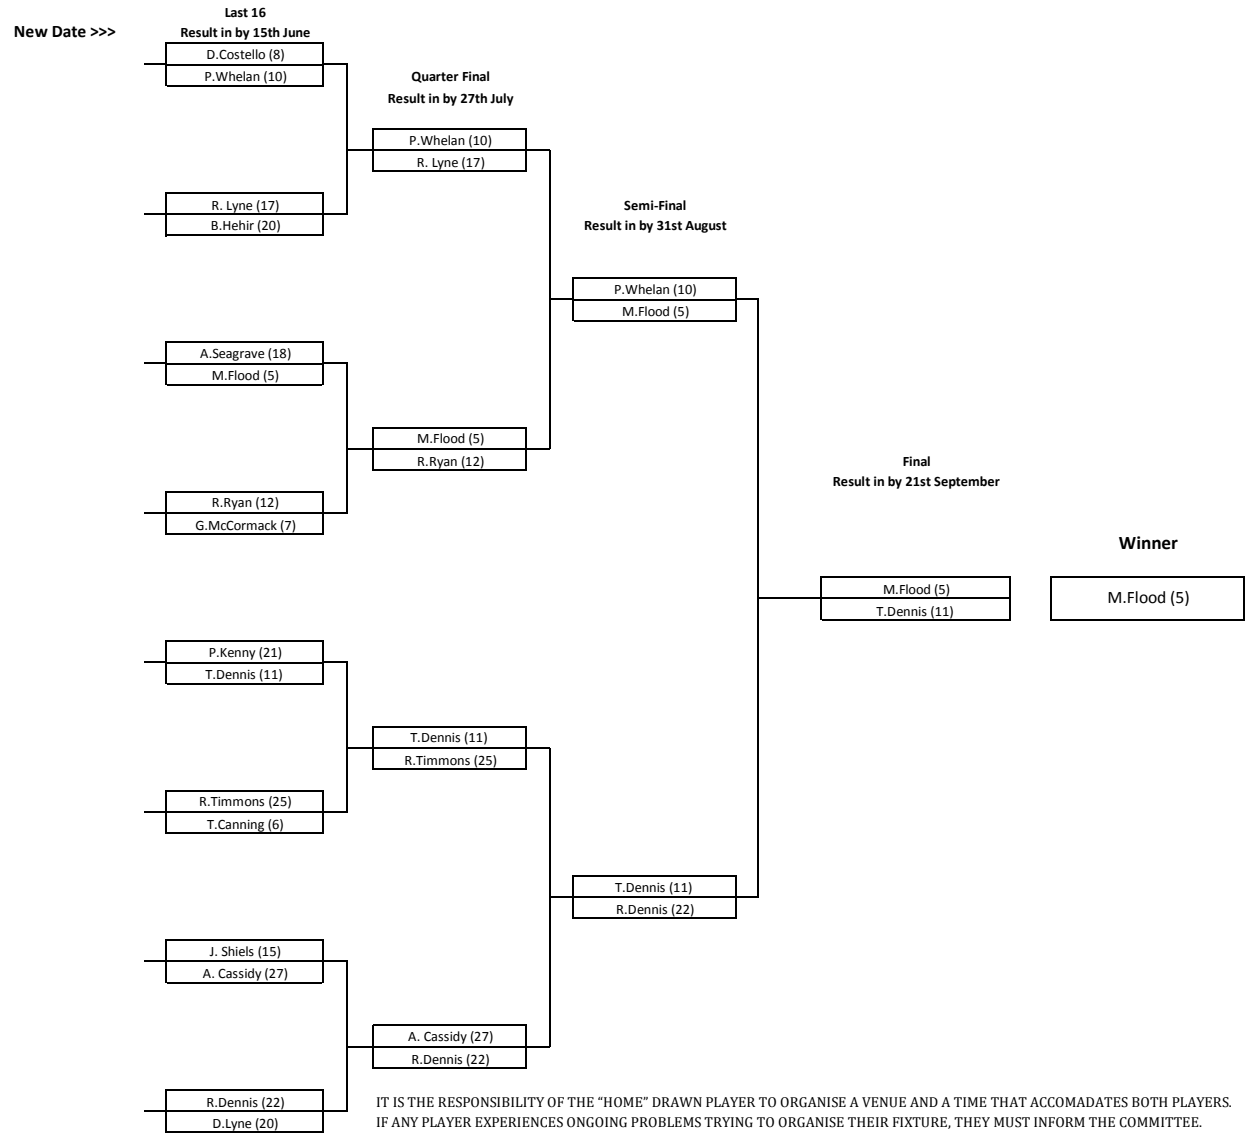 New Date >>>
Last 16
Result in by 15th June
D.Costello (8)
P.Whelan (10)
R. Lyne (17)
B.Hehir (20)
A.Seagrave (18)
M.Flood (5)
R.Ryan (12)
G.McCormack (7)
P.Kenny (21)
T.Dennis (11)
R.Timmons (25)
T.Canning (6)
J. Shiels (15)
A. Cassidy (27)
R.Dennis (22)
D.Lyne (20)
Quarter Final
Result in by 27th July
P.Whelan (10)
R. Lyne (17)
M.Flood (5)
R.Ryan (12)
T.Dennis (11)
R.Timmons (25)
A. Cassidy (27)
R.Dennis (22)
Semi-Final
Result in by 31st August
P.Whelan (10)
M.Flood (5)
T.Dennis (11)
R.Dennis (22)
Final
Result in by 21st September
M.Flood (5)
T.Dennis (11)
Winner
M.Flood (5)
IT IS THE RESPONSIBILITY OF THE “HOME” DRAWN PLAYER TO ORGANISE A VENUE AND A TIME THAT ACCOMADATES BOTH PLAYERS.
IF ANY PLAYER EXPERIENCES ONGOING PROBLEMS TRYING TO ORGANISE THEIR FIXTURE, THEY MUST INFORM THE COMMITTEE.